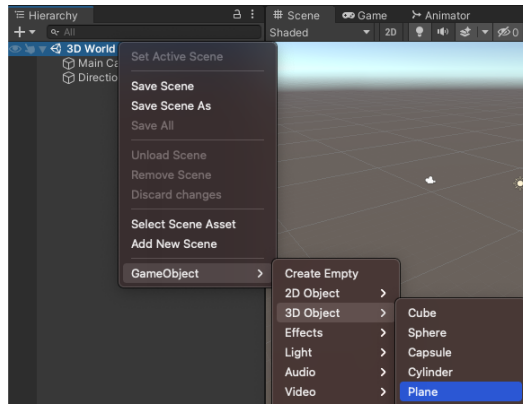 Hierarchy
# Scene
Game
Animator
All
Shaded
2D
0
3D World
Main Ca
Directio
Set Active Scene
Save Scene
Save Scene As
Save All
Unload Scene
Remove Scene
Discard changes
Select Scene Asset
Add New Scene
GameObject
Create Empty
2D Object
3D Object
Effects
Light
Audio
Video
Cube
Sphere
Capsule
Cylinder
Plane